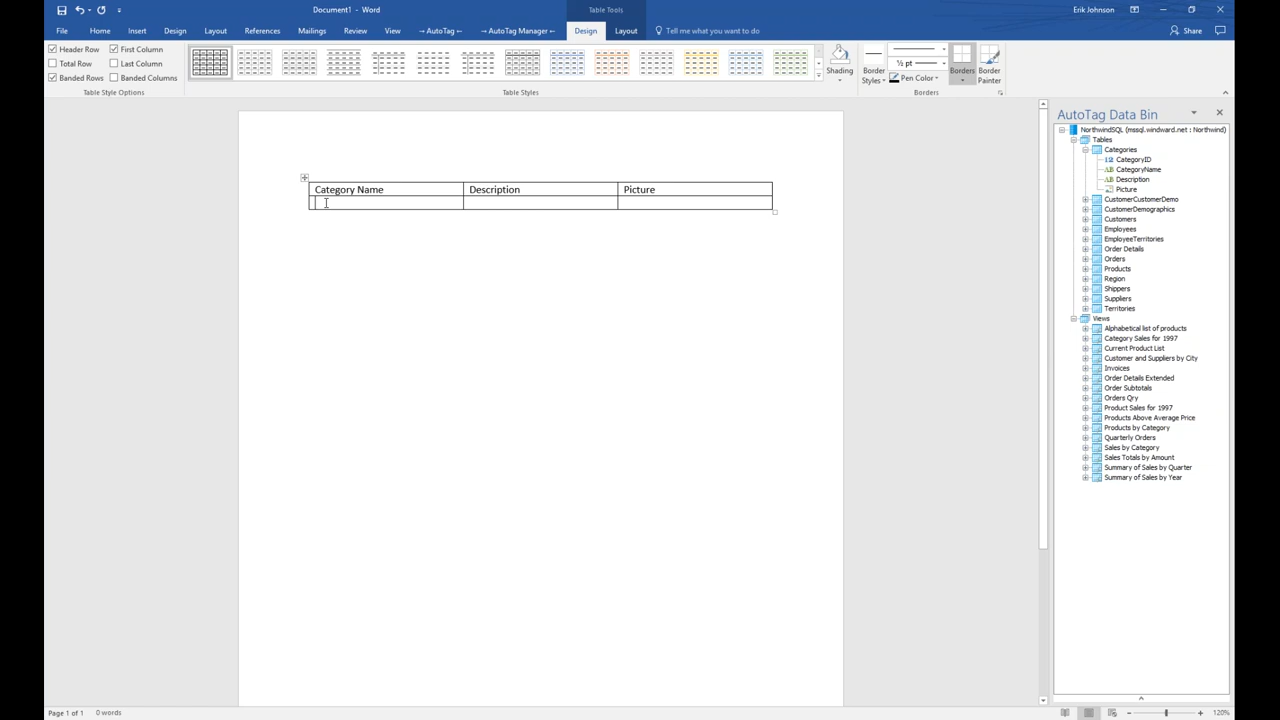 Document1 - Word
Table Tools
Erik Johnson
File
Home
Insert
Design
Layout
References
Mailings
Review
View
→ AutoTag ←
→ AutoTag Manager ←
Design
Layout
Tell me what you want to do
Share
Header Row
First Column
Total Row
Last Column
Banded Rows
Banded Columns
Table Style Options
Table Styles
Shading
Border Styles
½ pt
Pen Color
Borders
Border Painter
Borders
AutoTag Data Bin
NorthwindSQL (mssql.windward.net : Northwind)
Tables
Categories
CategoryID
CategoryName
Description
Picture
CustomerCustomerDemo
CustomerDemographics
Customers
Employees
EmployeeTerritories
Order Details
Orders
Products
Region
Shippers
Suppliers
Territories
Views
Alphabetical list of products
Category Sales for 1997
Current Product List
Customer and Suppliers by City
Invoices
Order Details Extended
Order Subtotals
Orders Qry
Product Sales for 1997
Products Above Average Price
Products by Category
Quarterly Orders
Sales by Category
Sales Totals by Amount
Summary of Sales by Quarter
Summary of Sales by Year
Category Name
Description
Picture
Page 1 of 1
0 words
120%